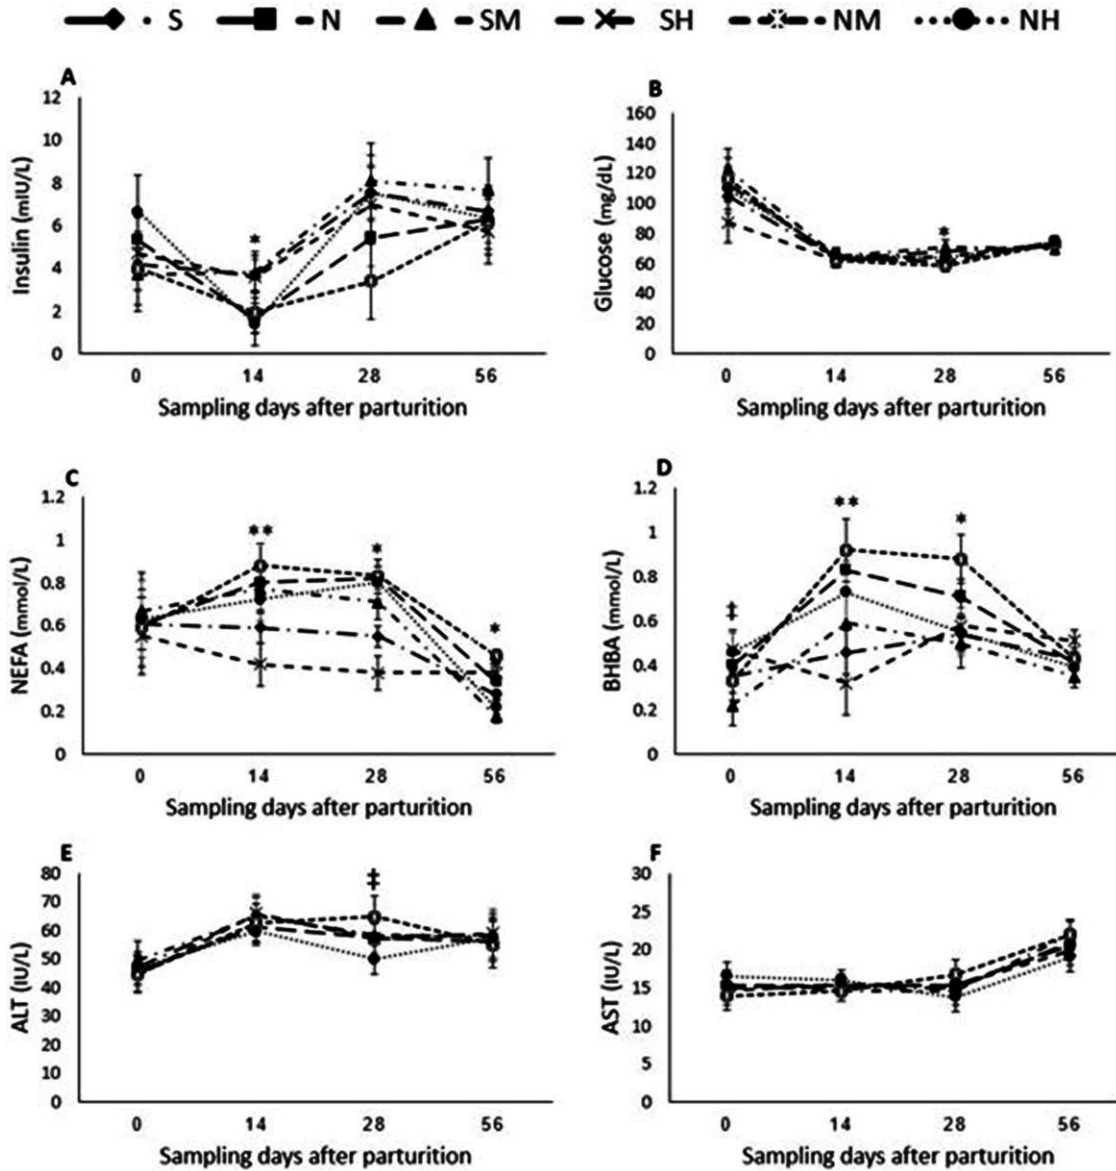 S N SM SH NM NH
A
12
10
8
6
4
2
0
*
0 14 28 56
Insulin (mIU/L)
Sampling days after parturition
B
160
140
120
100
80
60
40
20
0
*
0 14 28 56
Glucose (mg/dL)
Sampling days after parturition
C
1.2
1
0.8
0.6
0.4
0.2
0
** * *
0 14 28 56
NEFA (mmol/L)
Sampling days after parturition
D
1.2
1
0.8
0.6
0.4
0.2
0
‡ ** *
0 14 28 56
BHBA (mmol/L)
Sampling days after parturition
E
80
70
60
50
40
30
20
10
0
‡
0 14 28 56
ALT (IU/L)
Sampling days after parturition
F
30
25
20
15
10
5
0
0 14 28 56
AST (IU/L)
Sampling days after parturition